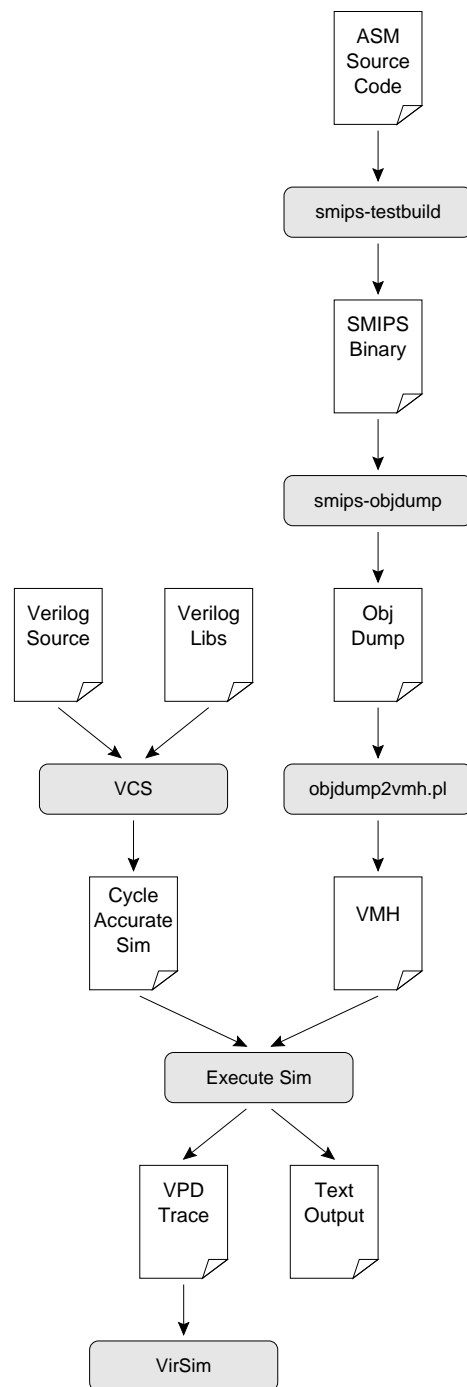 ASM
Source
Code
smips-testbuild
SMIPS
Binary
smips-objdump
Verilog
Source
Verilog
Libs
Obj
Dump
VCS
objdump2vmh.pl
Cycle
Accurate
Sim
VMH
Execute Sim
VPD
Trace
Text
Output
VirSim